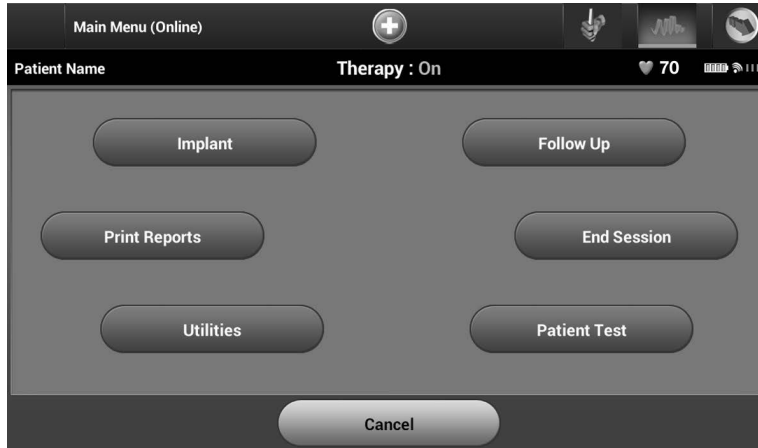 Main Menu (Online)
Patient Name Therapy : On 70
Implant Follow Up
Print Reports End Session
Utilities Patient Test
Cancel